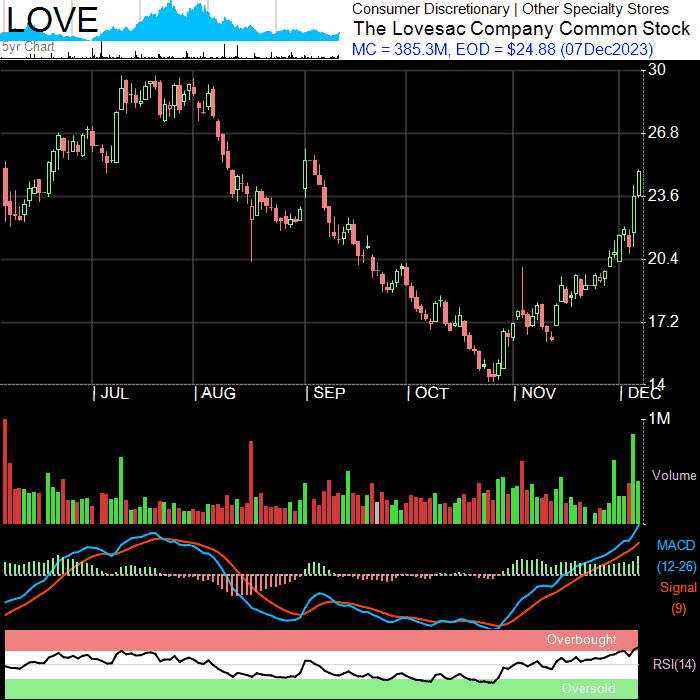 LOVE
5yr Chart
Consumer Discretionary | Other Specialty Stores
The Lovesac Company Common Stock
MC = 385.3M, EOD = $24.88 (07Dec2023)
30
26.8
23.6
20.4
17.2
14
| JUL | AUG | SEP | OCT | NOV | DEC
1M
Volume
MACD
(12-26)
Signal
(9)
Overbought
RSI(14)
Oversold